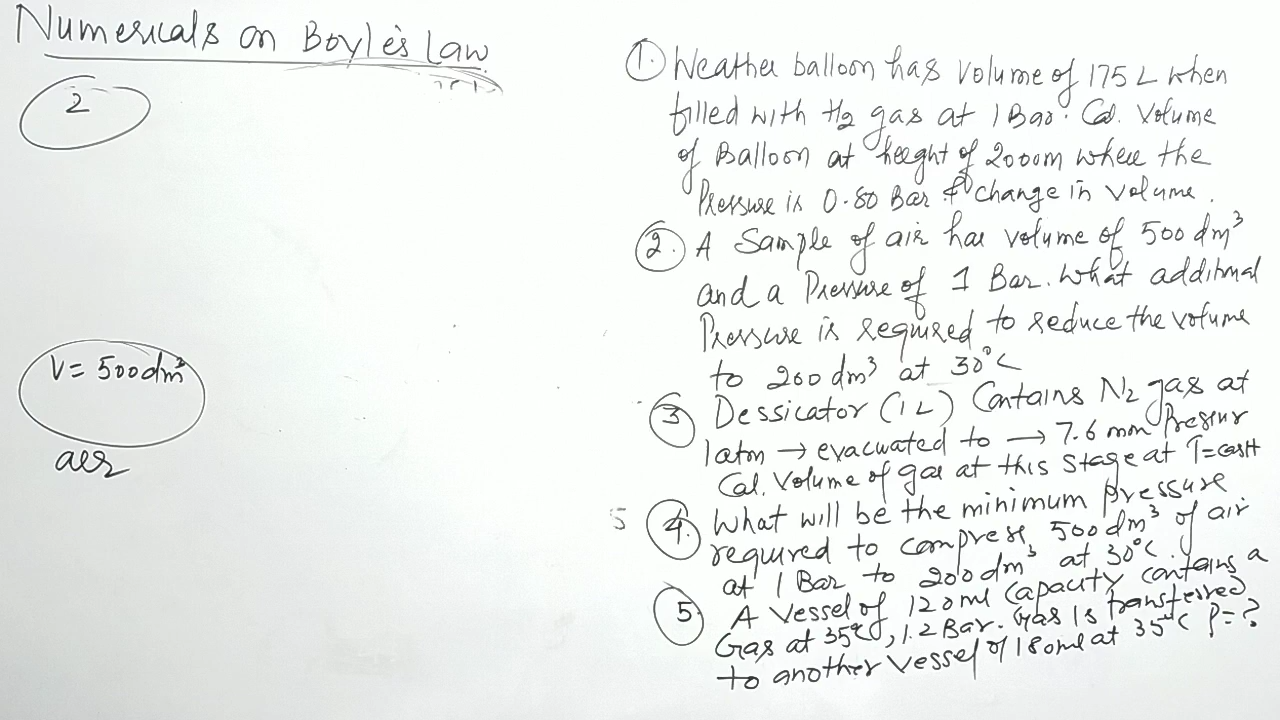 Numericals on Boyle's Law
2
V = 500 dm³
air
1. Weather balloon has volume of 175 L when
filled with H2 gas at 1 Bar. Cal. Volume
of Balloon at height of 2000m where the
Pressure is 0.80 Bar & change in volume.
2. A Sample of air has volume of 500 dm³
and a Pressure of 1 Bar. What additional
Pressure is required to reduce the volume
to 200 dm³ at 30°C
3 Dessicator (1L) Contains N2 gas at
1atm → evacuated to → 7.6 mm Pressur
Cal. Volume of gas at this stage at T=
5 4. What will be the minimum pressure
required to compress 500 dm³ of air
at 1 Bar to 200 dm³ at 30°C.
5 A Vessel of 120 ml Capacity contains a
Gas at 35°C, 1.2 Bar. Gas is transferred
to another vessel of 180ml at 35°C P=?